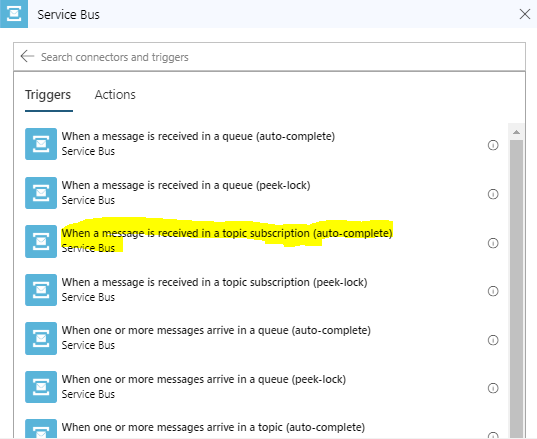 Service Bus
Search connectors and triggers
Triggers Actions
When a message is received in a queue (auto-complete)
Service Bus
When a message is received in a queue (peek-lock)
Service Bus
When a message is received in a topic subscription (auto-complete)
Service Bus
When a message is received in a topic subscription (peek-lock)
Service Bus
When one or more messages arrive in a queue (auto-complete)
Service Bus
When one or more messages arrive in a queue (peek-lock)
Service Bus
When one or more messages arrive in a topic (auto-complete)